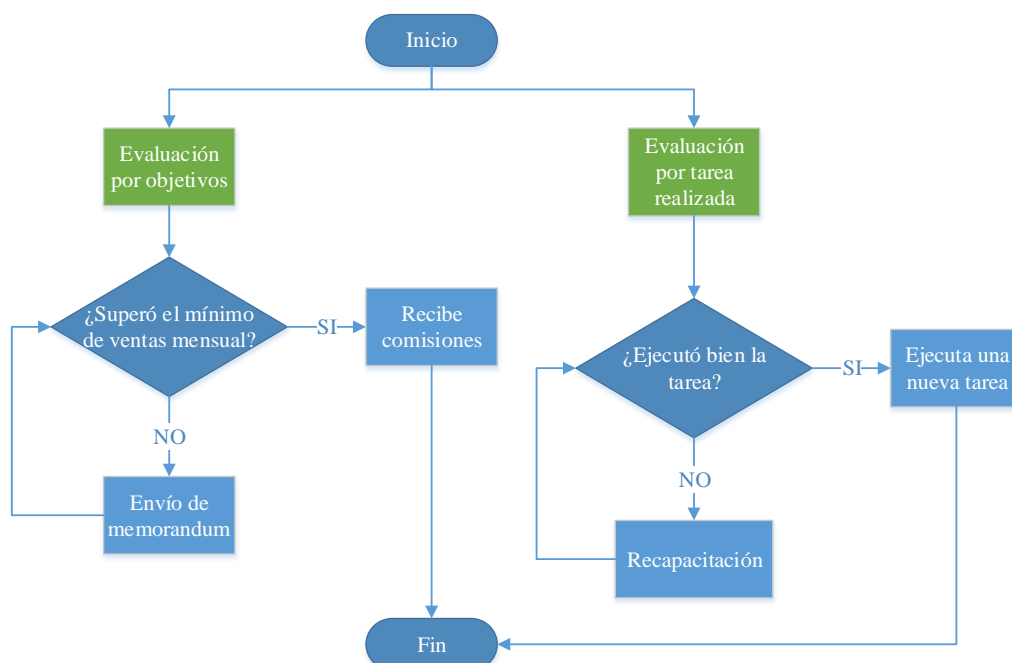 Inicio
Evaluación
por objetivos
Evaluación
por tarea
realizada
¿Superó el mínimo
de ventas mensual?
SI
Recibe
comisiones
¿Ejecutó bien la
tarea?
SI
Ejecuta una
nueva tarea
NO
Envío de
memorandum
NO
Recapacitación
Fin